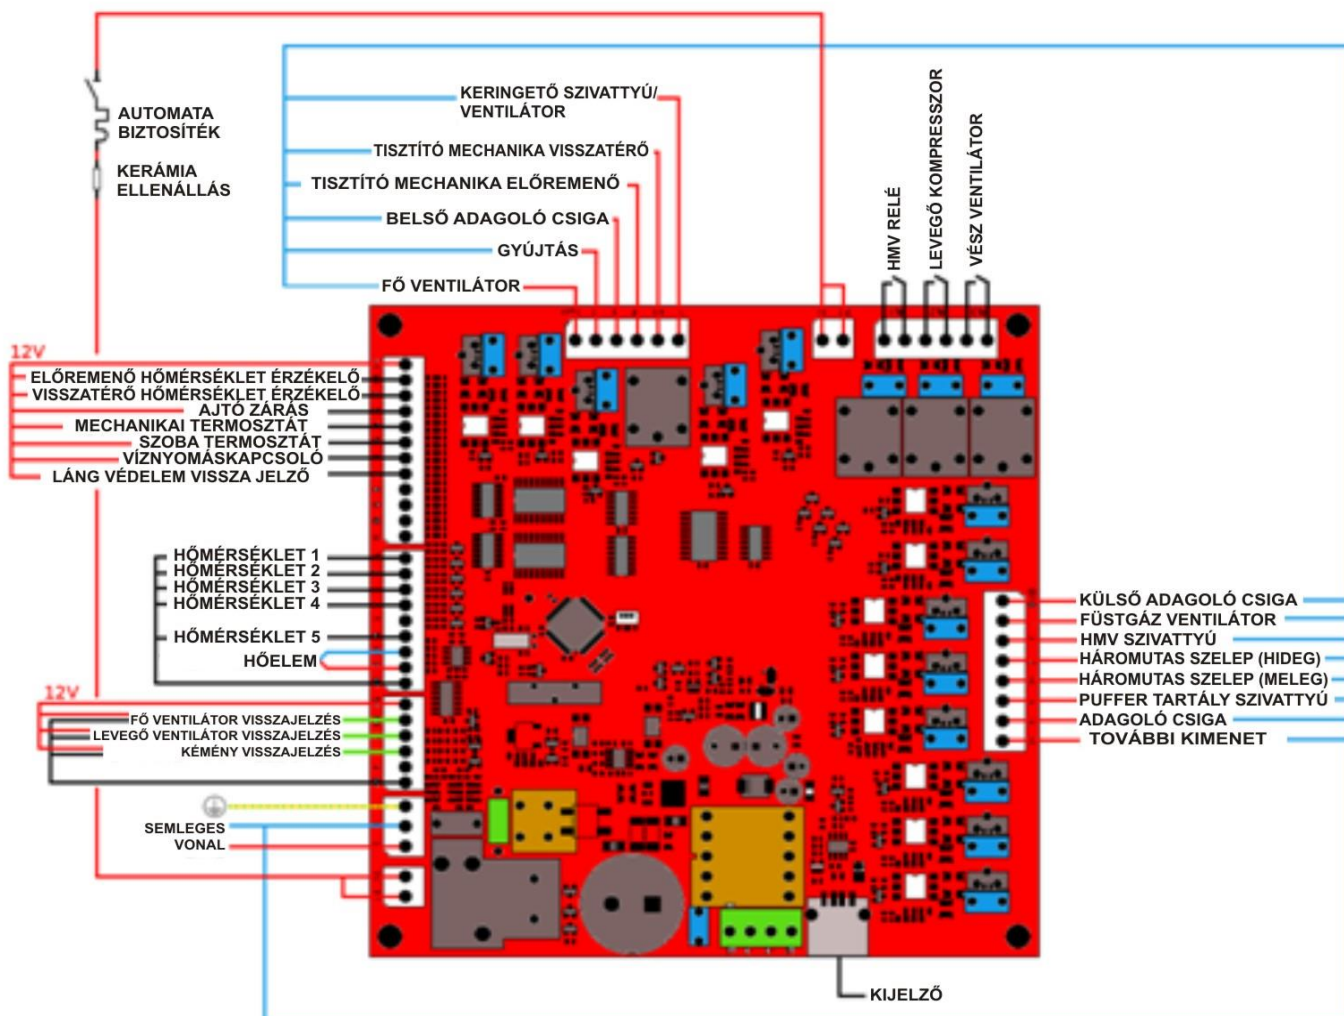 KERINGETŐ SZIVATTYÚ/
VENTILÁTOR
TISZTÍTÓ MECHANIKA VISSZATÉRŐ
TISZTÍTÓ MECHANIKA ELŐREMENŐ
BELSŐ ADAGOLÓ CSIGA
GYÚJTÁS
FŐ VENTILÁTOR
AUTOMATA
BIZTOSÍTÉK
KERÁMIA
ELLENÁLLÁS
HMV RELÉ
LEVEGŐ KOMPRESSZOR
VÉSZ VENTILÁTOR
12V
ELŐREMENŐ HŐMÉRSÉKLET ÉRZÉKELŐ
VISSZATÉRŐ HŐMÉRSÉKLET ÉRZÉKELŐ
AJTÓ ZÁRÁS
MECHANIKAI TERMOSZTÁT
SZOBA TERMOSZTÁT
VÍZNYOMÁSKAPCSOLÓ
LÁNG VÉDELEM VISSZA JELZŐ
HŐMÉRSÉKLET 1
HŐMÉRSÉKLET 2
HŐMÉRSÉKLET 3
HŐMÉRSÉKLET 4
HŐMÉRSÉKLET 5
HŐELEM
12V
FŐ VENTILÁTOR VISSZAJELZÉS
LEVEGŐ VENTILÁTOR VISSZAJELZÉS
KÉMÉNY VISSZAJELZÉS
SEMLEGES
VONAL
KÜLSŐ ADAGOLÓ CSIGA
FÜSTGÁZ VENTILÁTOR
HMV SZIVATTYÚ
HÁROMUTAS SZELEP (HIDEG)
HÁROMUTAS SZELEP (MELEG)
PUFFER TARTÁLY SZIVATTYÚ
ADAGOLÓ CSIGA
TOVÁBBI KIMENET
KIJELZŐ